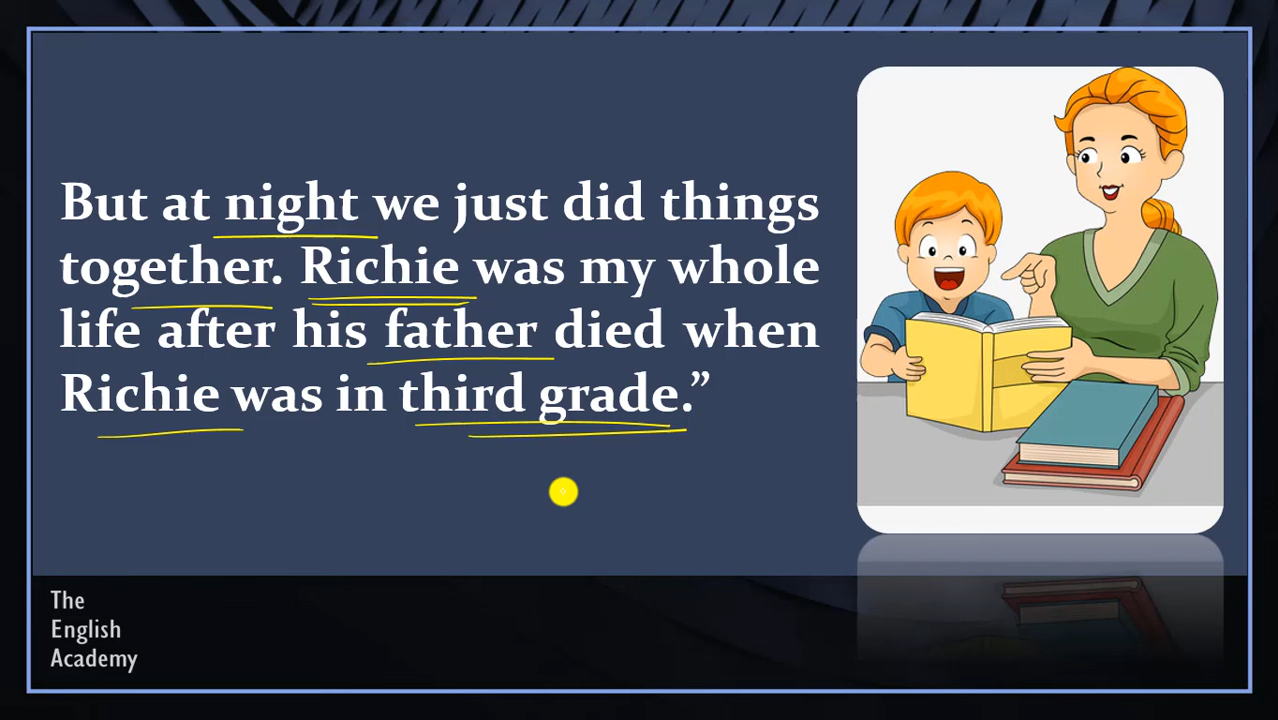 But at night we just did things
together. Richie was my whole
life after his father died when
Richie was in third grade.”
The
English
Academy